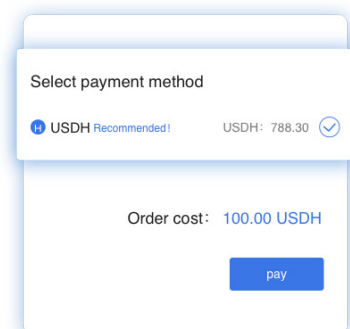 Select payment method
H USDH Recommended! USDH: 788.30
Order cost: 100.00 USDH
pay